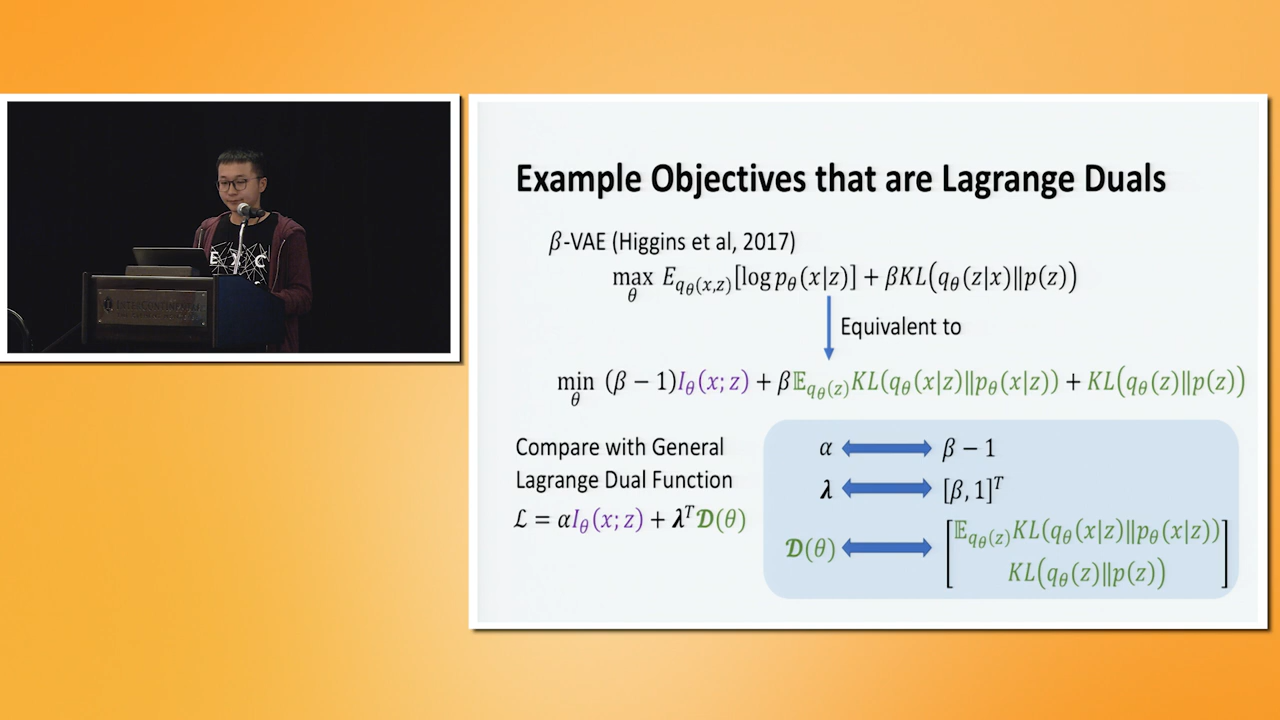 Example Objectives that are Lagrange Duals
β-VAE (Higgins et al, 2017)
max_θ E_{q_θ(x,z)}[log p_θ(x|z)] + βKL(q_θ(z|x)‖p(z))
Equivalent to
min_θ (β − 1)I_θ(x; z) + β𝔼_{q_θ(z)}KL(q_θ(x|z)‖p_θ(x|z)) + KL(q_θ(z)‖p(z))
Compare with General
Lagrange Dual Function
ℒ = αI_θ(x; z) + λ^T 𝓓(θ)
α β − 1
λ [β, 1]^T
𝓓(θ) [𝔼_{q_θ(z)}KL(q_θ(x|z)‖p_θ(x|z))
KL(q_θ(z)‖p(z))]
INTERCONTINENTAL